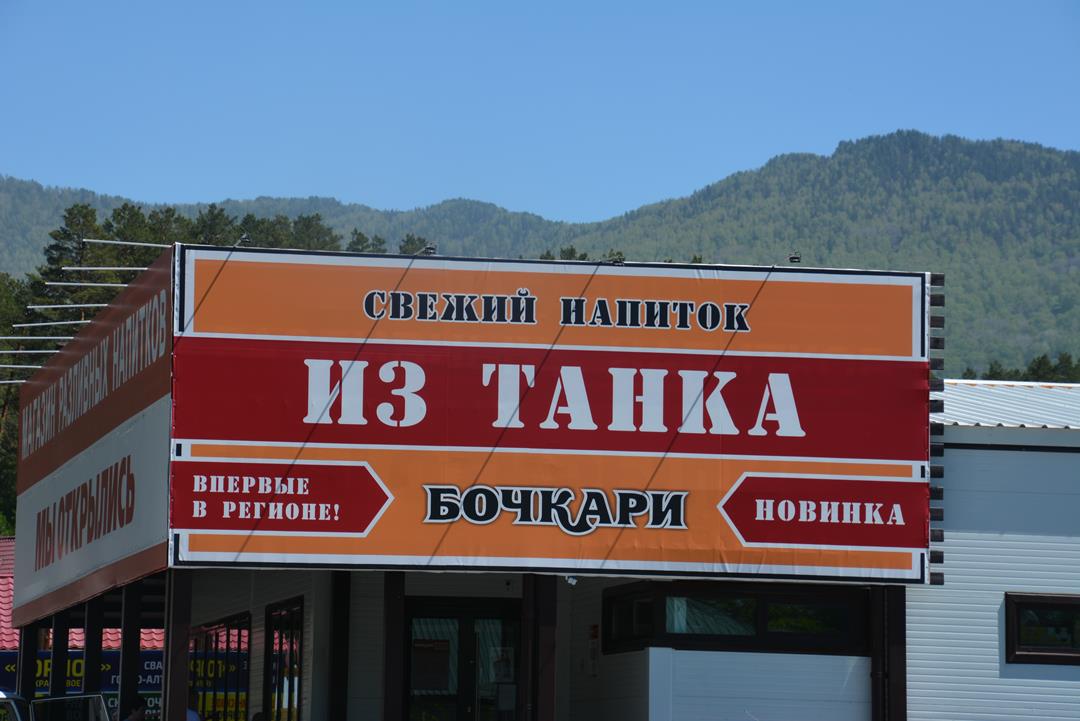 СВЕЖИЙ НАПИТОК
ИЗ ТАНКА
ВПЕРВЫЕ
В РЕГИОНЕ!
БОЧКАРИ
НОВИНКА
МАГАЗИН РАЗЛИВНЫХ НАПИТКОВ
МЫ ОТКРЫЛИСЬ